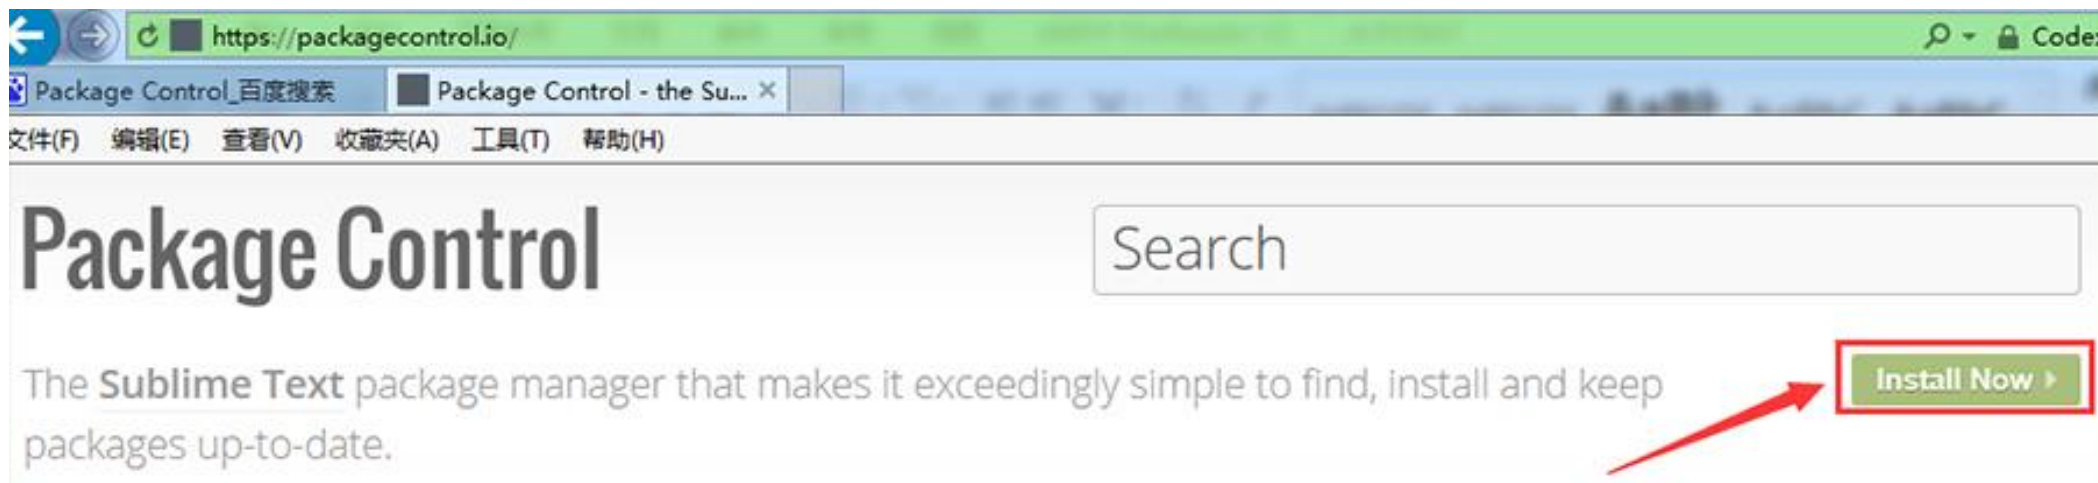 https://packagecontrol.io/
Package Control_百度搜索
Package Control - the Su... ×
文件(F) 编辑(E) 查看(V) 收藏夹(A) 工具(T) 帮助(H)
Package Control
Search
The Sublime Text package manager that makes it exceedingly simple to find, install and keep
packages up-to-date.
Install Now